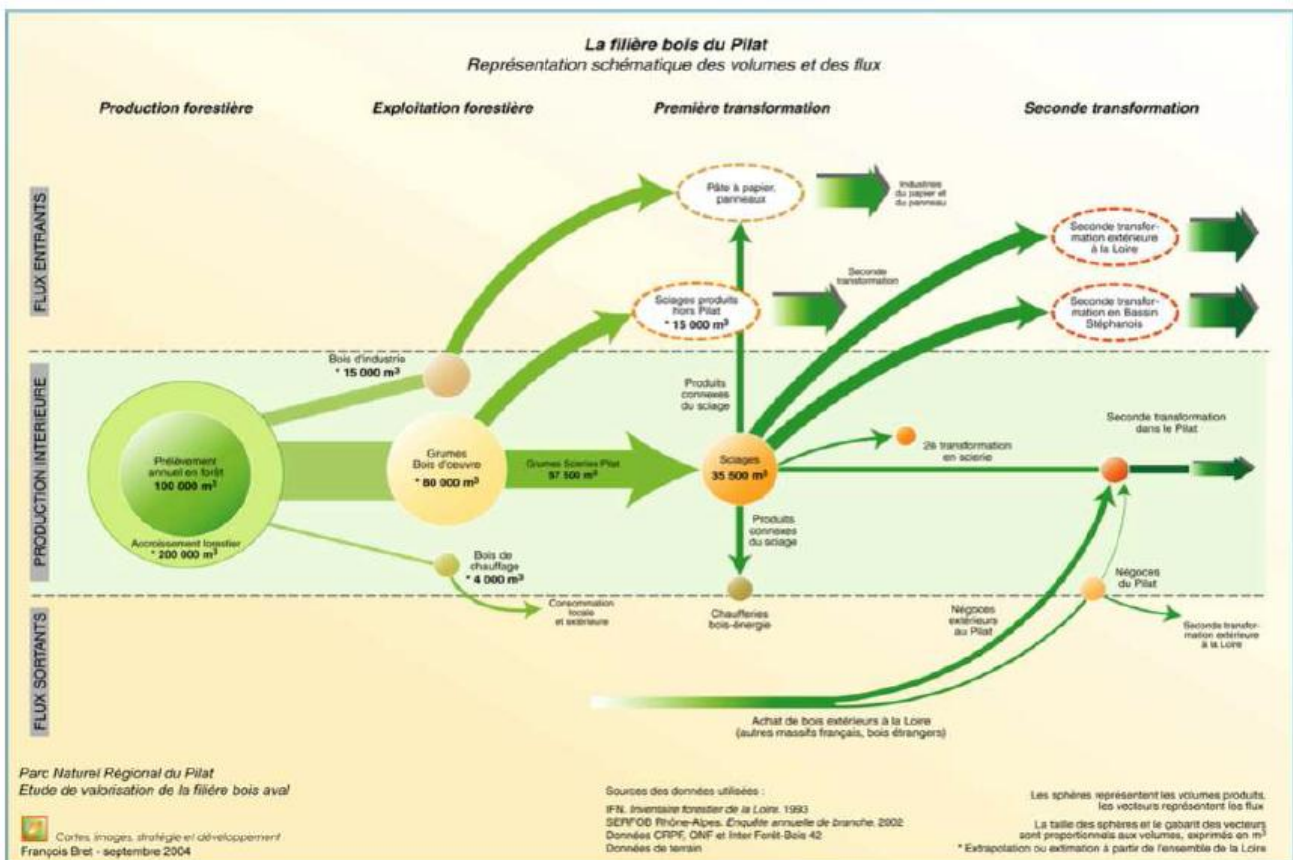 La filière bois du Pilat
Représentation schématique des volumes et des flux
Production forestière
Exploitation forestière
Première transformation
Seconde transformation
FLUX ENTRANTS
Pâte à papier,
panneaux
Industries
du papier et
du panneau
Seconde transfor-
mation extérieure
à la Loire
Seconde
transformation
Sciages produits
hors Pilat
* 15 000 m³
Seconde transfor-
mation en Bassin
Stéphanois
PRODUCTION INTERIEURE
Bois d'industrie
* 15 000 m³
Produits
connexes
du sciage
Seconde transformation
dans le Pilat
Prélèvement
annuel en forêt
100 000 m³
Accroissement forestier
* 200 000 m³
Grumes
Bois d'oeuvre
* 80 000 m³
Grumes Scieries Pilat
57 500 m³
Sciages
35 500 m³
2è transformation
en scierie
Produits
connexes
du sciage
Bois de
chauffage
* 4 000 m³
Négoces
du Pilat
FLUX SORTANTS
Consommation
locale
et extérieure
Chaufferies
bois-énergie
Négoces
extérieurs
au Pilat
Seconde transfor-
mation extérieure
à la Loire
Achat de bois extérieurs à la Loire
(autres massifs français, bois étrangers)
Parc Naturel Régional du Pilat
Etude de valorisation de la filière bois aval
Cartes, images, stratégie et développement
François Bret - septembre 2004
Sources des données utilisées :
IFN. Inventaire forestier de la Loire. 1993
SERFOB Rhône-Alpes. Enquête annuelle de branche, 2002
Données CRPF, ONF et Inter Forêt-Bois 42
Données de terrain
Les sphères représentent les volumes produits,
les vecteurs représentent les flux
La taille des sphères et le gabarit des vecteurs
sont proportionnels aux volumes, exprimés en m³
* Extrapolation ou estimation à partir de l'ensemble de la Loire